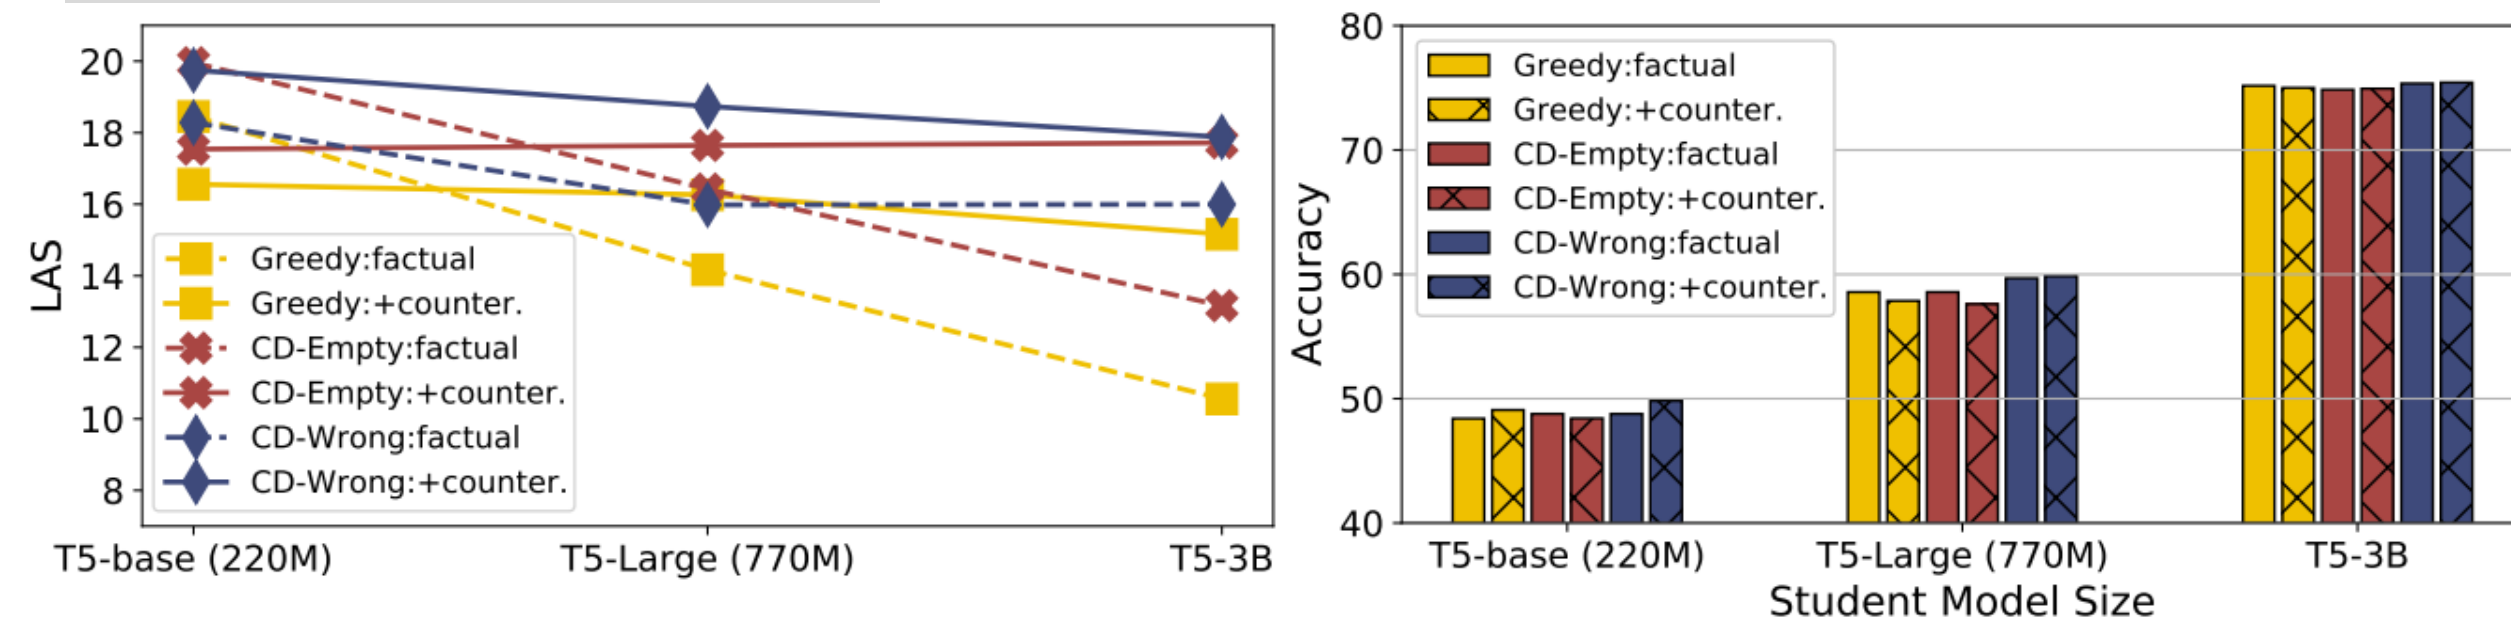 LAS
20
18
16
14
12
10
8
Greedy:factual
Greedy:+counter.
CD-Empty:factual
CD-Empty:+counter.
CD-Wrong:factual
CD-Wrong:+counter.
T5-base (220M)
T5-Large (770M)
T5-3B
Accuracy
80
70
60
50
40
Greedy:factual
Greedy:+counter.
CD-Empty:factual
CD-Empty:+counter.
CD-Wrong:factual
CD-Wrong:+counter.
T5-base (220M)
T5-Large (770M)
T5-3B
Student Model Size